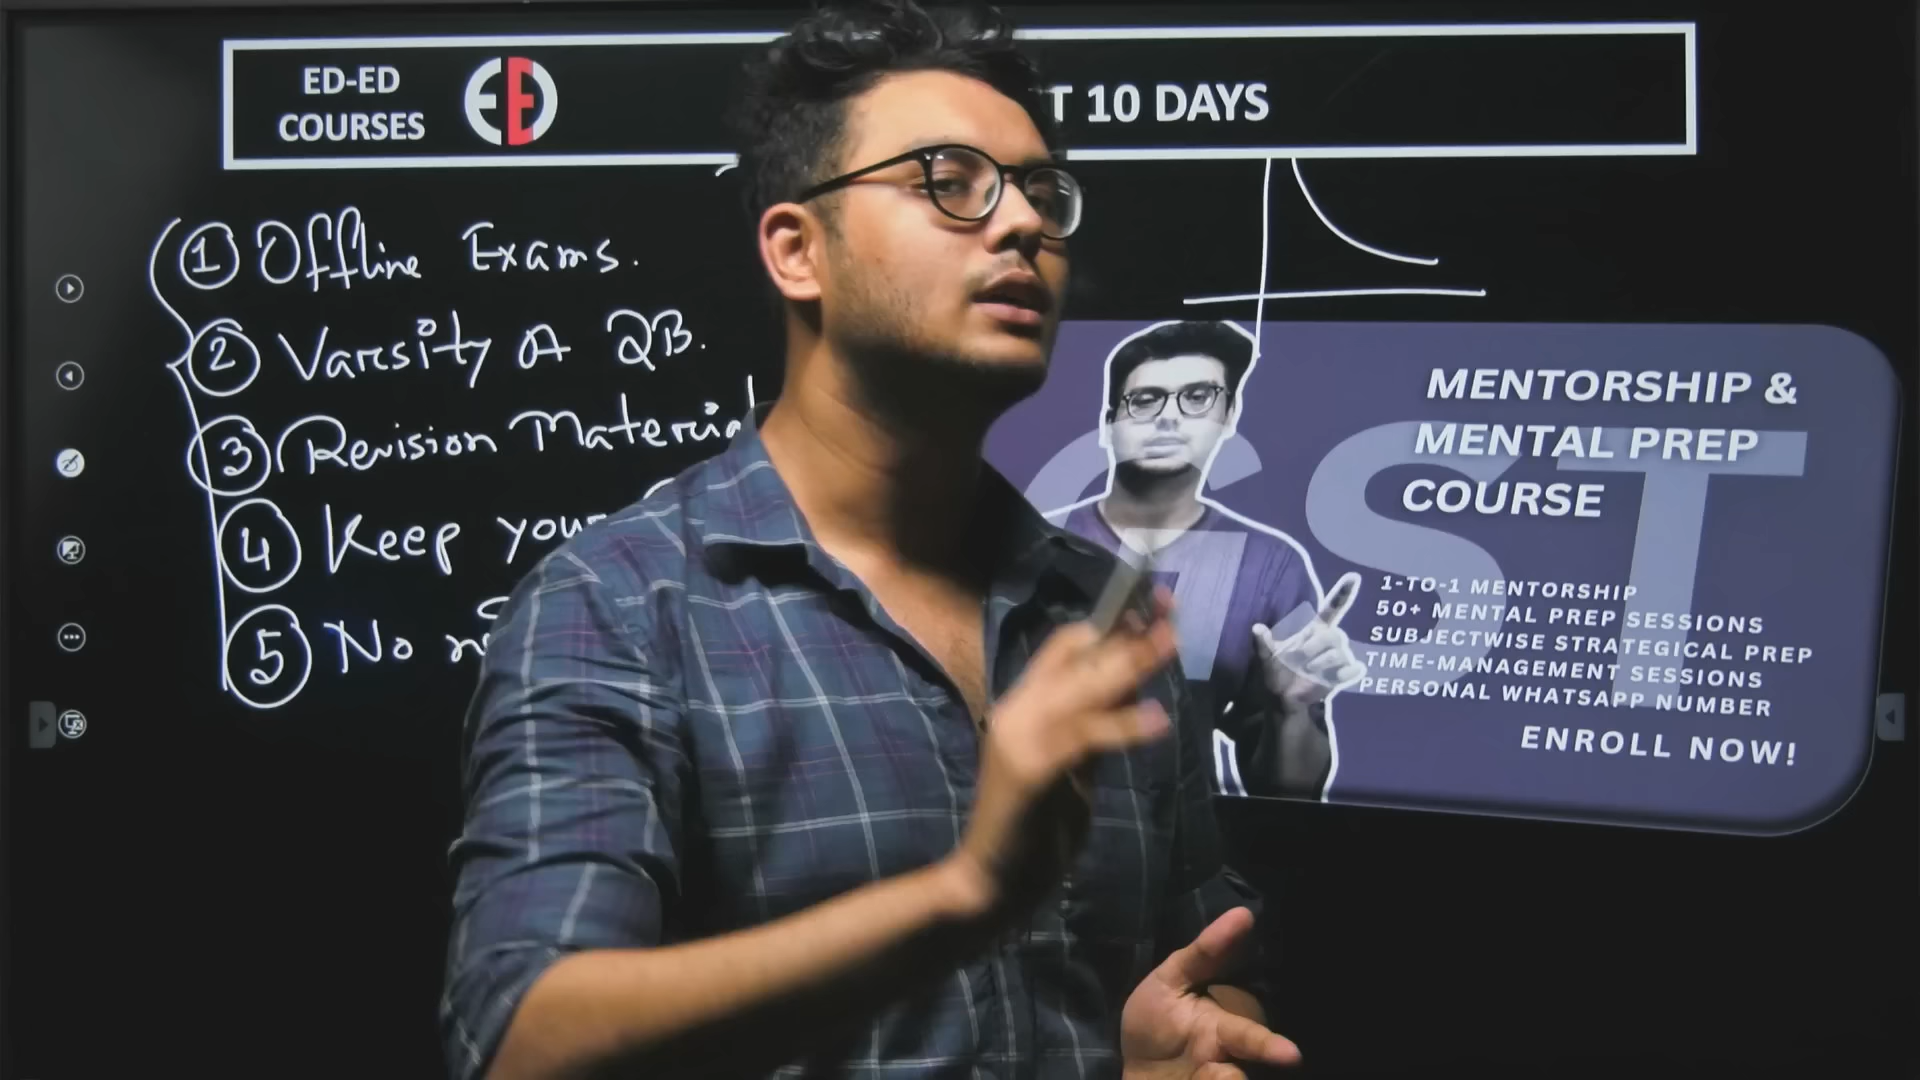 ED-ED
COURSES
T 10 DAYS
1 Offline Exams.
2 Varsity A QB.
3 Revision Material
4 Keep your
5 No
MENTORSHIP &
MENTAL PREP
COURSE
GST
1-TO-1 MENTORSHIP
50+ MENTAL PREP SESSIONS
SUBJECTWISE STRATEGICAL PREP
TIME-MANAGEMENT SESSIONS
PERSONAL WHATSAPP NUMBER
ENROLL NOW!